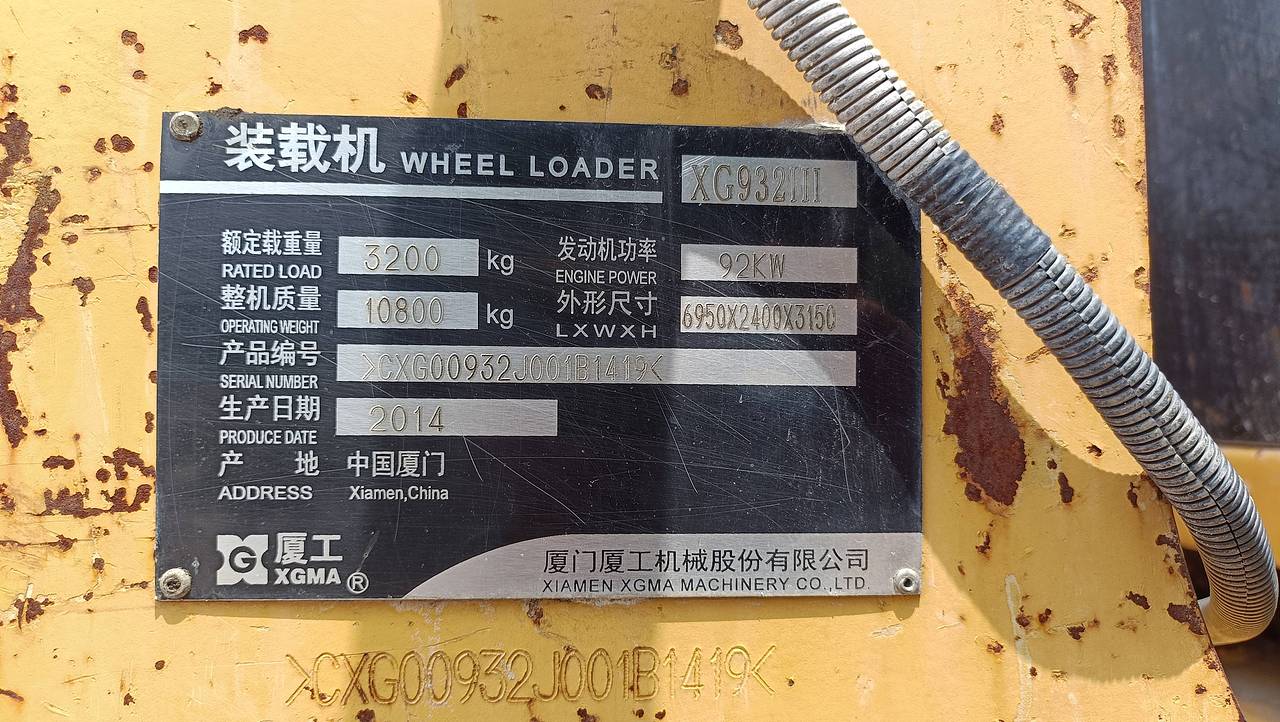 装载机 WHEEL LOADER XG932III
额定载重量 3200 kg 发动机功率 92KW
RATED LOAD ENGINE POWER
整机质量 10800 kg 外形尺寸 6950X2400X3150
OPERATING WEIGHT LXWXH
产品编号 >CXG00932J001B1419<
SERIAL NUMBER
生产日期 2014
PRODUCE DATE
产 地 中国厦门
ADDRESS Xiamen,China
G 厦工 厦门厦工机械股份有限公司
XGMA ® XIAMEN XGMA MACHINERY CO.,LTD.
>CXG00932J001B1419<